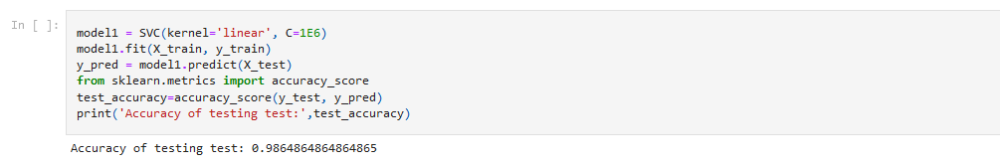 In [ ]:
model1 = SVC(kernel='linear', C=1E6)
model1.fit(X_train, y_train)
y_pred = model1.predict(X_test)
from sklearn.metrics import accuracy_score
test_accuracy=accuracy_score(y_test, y_pred)
print('Accuracy of testing test:',test_accuracy)
Accuracy of testing test: 0.9864864864864865